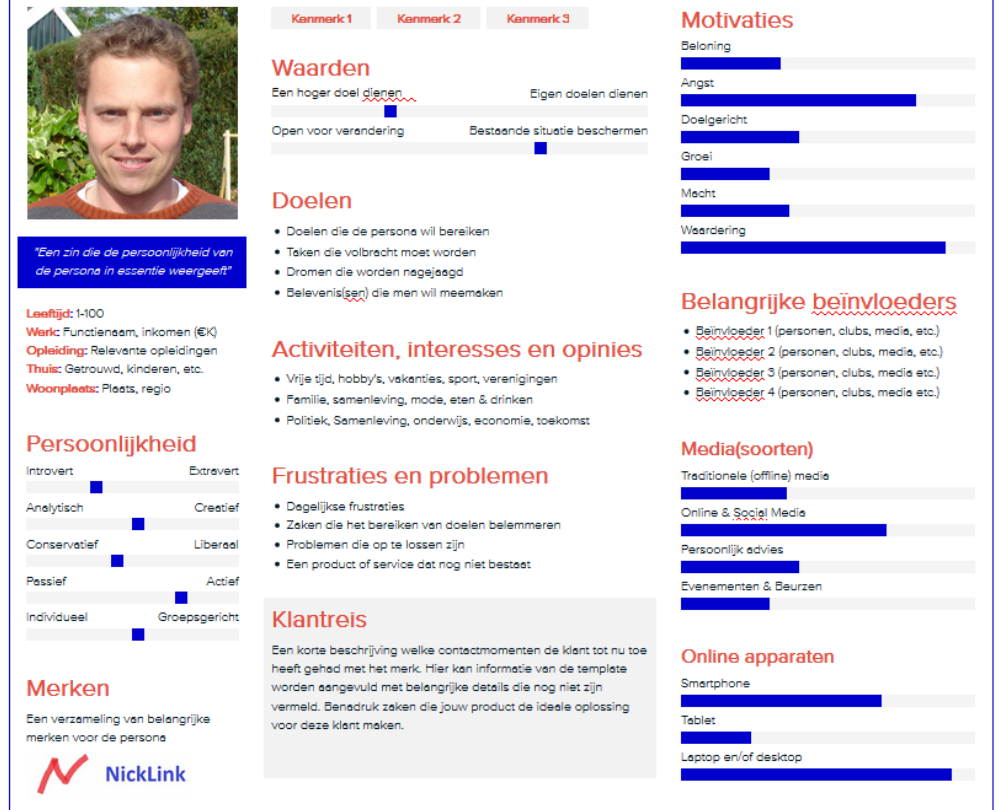 "Een zin die de persoonlijkheid van
de persona in essentie weergeeft"
Leeftijd: 1-100
Werk: Functienaam, inkomen (€K)
Opleiding: Relevante opleidingen
Thuis: Getrouwd, kinderen, etc.
Woonplaats: Plaats, regio
Persoonlijkheid
Introvert Extravert
Analytisch Creatief
Conservatief Liberaal
Passief Actief
Individueel Groepsgericht
Merken
Een verzameling van belangrijke
merken voor de persona
NickLink
Kenmerk 1 Kenmerk 2 Kenmerk 3
Waarden
Een hoger doel dienen Eigen doelen dienen
Open voor verandering Bestaande situatie beschermen
Doelen
• Doelen die de persona wil bereiken
• Taken die volbracht moet worden
• Dromen die worden nagejaagd
• Belevenis(sen) die men wil meemaken
Activiteiten, interesses en opinies
• Vrije tijd, hobby's, vakanties, sport, verenigingen
• Familie, samenleving, mode, eten & drinken
• Politiek, Samenleving, onderwijs, economie, toekomst
Frustraties en problemen
• Dagelijkse frustraties
• Zaken die het bereiken van doelen belemmeren
• Problemen die op te lossen zijn
• Een product of service dat nog niet bestaat
Klantreis
Een korte beschrijving welke contactmomenten de klant tot nu toe
heeft gehad met het merk. Hier kan informatie van de template
worden aangevuld met belangrijke details die nog niet zijn
vermeld. Benadruk zaken die jouw product de ideale oplossing
voor deze klant maken.
Motivaties
Beloning
Angst
Doelgericht
Groei
Macht
Waardering
Belangrijke beïnvloeders
• Beïnvloeder 1 (personen, clubs, media, etc.)
• Beïnvloeder 2 (personen, clubs, media, etc.)
• Beïnvloeder 3 (personen, clubs, media etc.)
• Beïnvloeder 4 (personen, clubs, media, etc.)
Media(soorten)
Traditionele (offline) media
Online & Social Media
Persoonlijk advies
Evenementen & Beurzen
Online apparaten
Smartphone
Tablet
Laptop en/of desktop